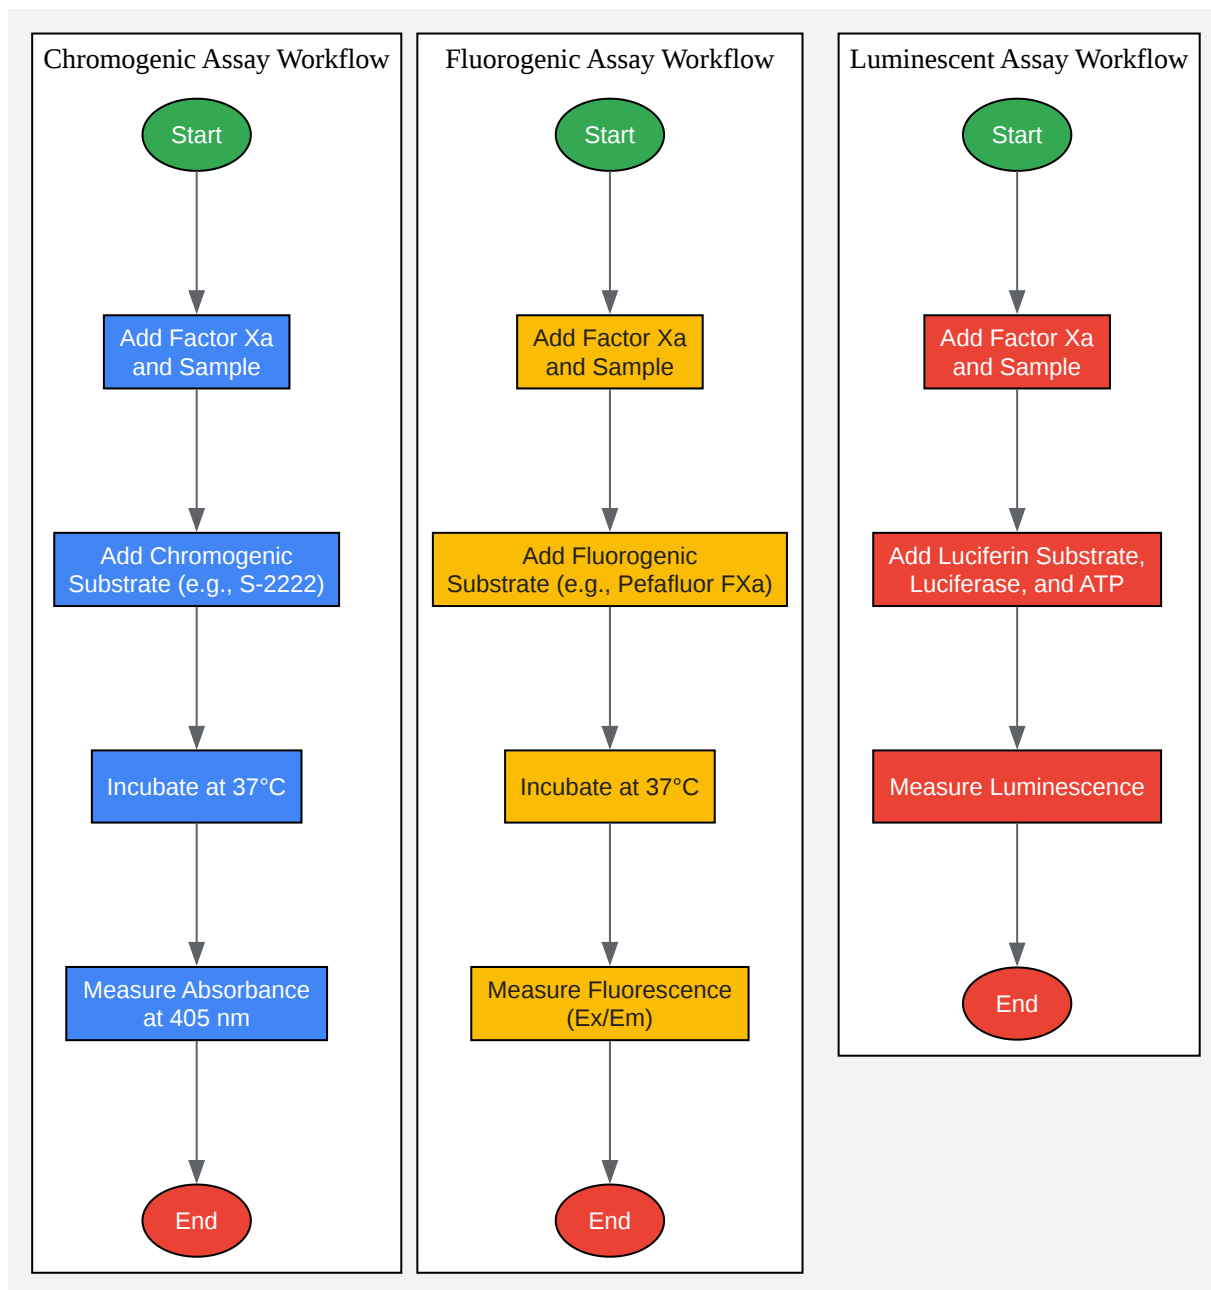 Chromogenic Assay Workflow
Start
Add Factor Xa
and Sample
Add Chromogenic
Substrate (e.g., S-2222)
Incubate at 37°C
Measure Absorbance
at 405 nm
End
Fluorogenic Assay Workflow
Start
Add Factor Xa
and Sample
Add Fluorogenic
Substrate (e.g., Pefafluor FXa)
Incubate at 37°C
Measure Fluorescence
(Ex/Em)
End
Luminescent Assay Workflow
Start
Add Factor Xa
and Sample
Add Luciferin Substrate,
Luciferase, and ATP
Measure Luminescence
End